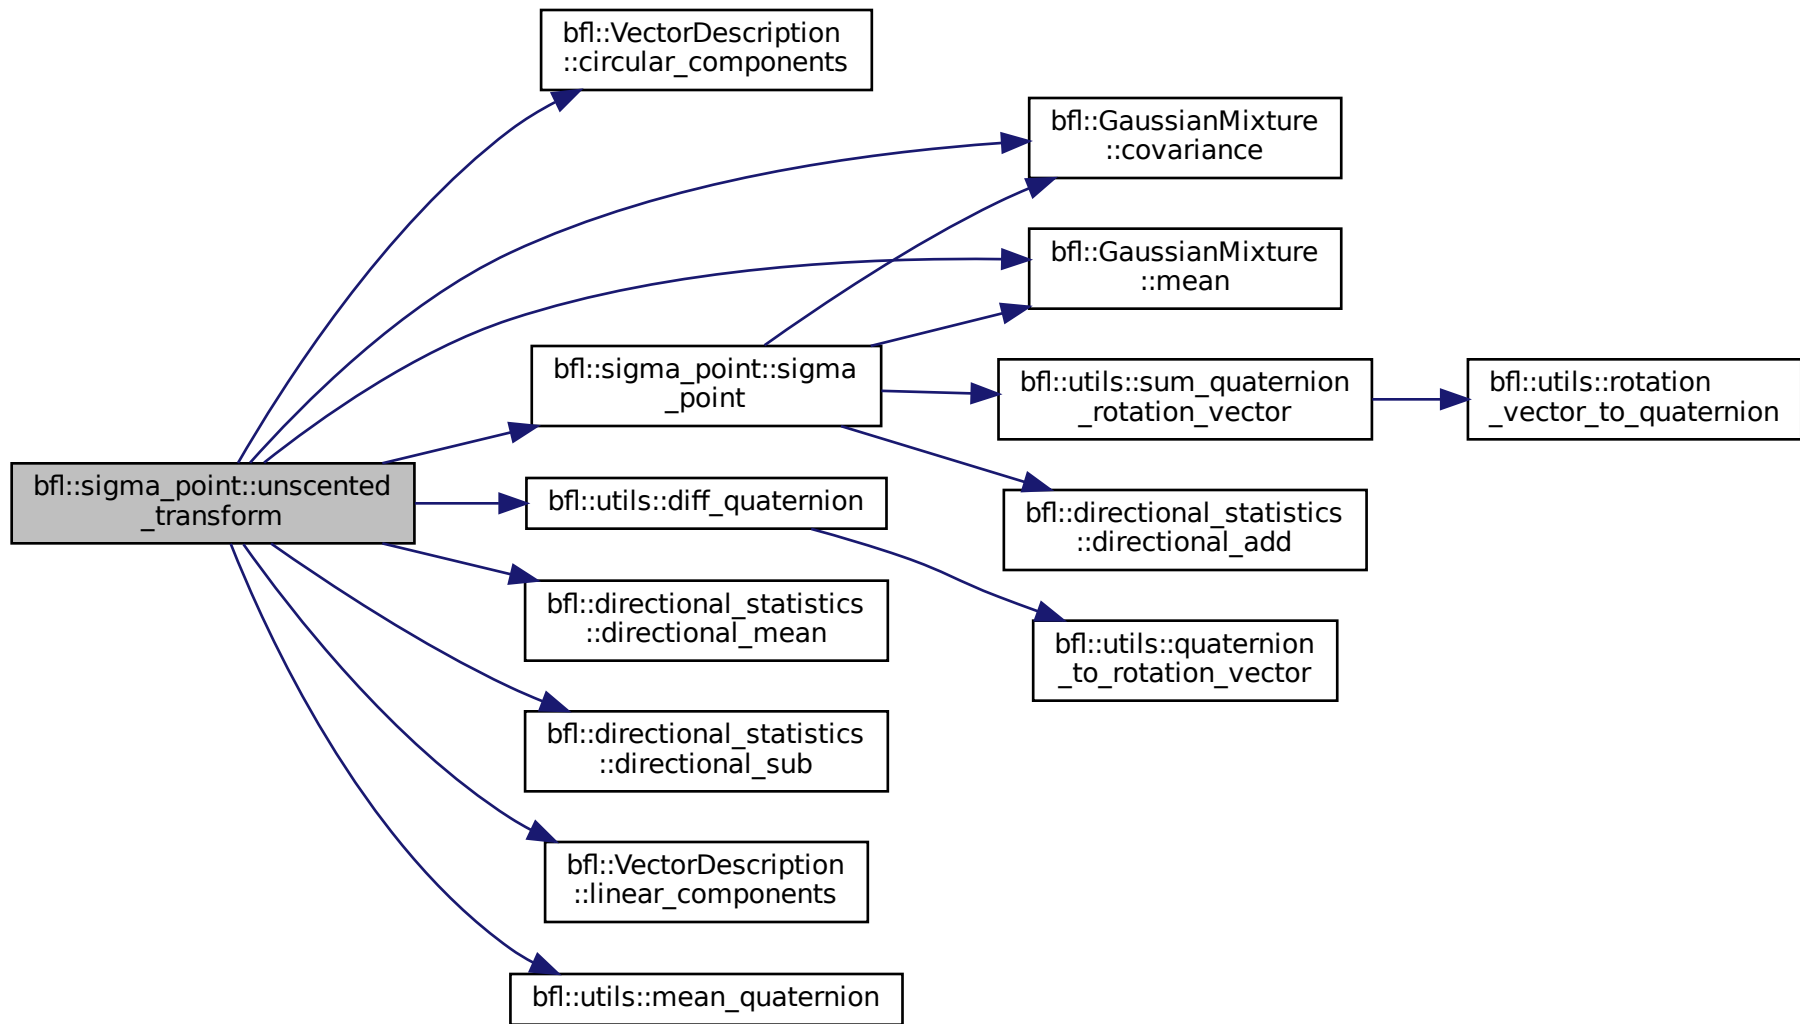 bfl::VectorDescription
::circular_components
bfl::GaussianMixture
::covariance
bfl::GaussianMixture
::mean
bfl::sigma_point::sigma
_point
bfl::utils::sum_quaternion
_rotation_vector
bfl::utils::rotation
_vector_to_quaternion
bfl::sigma_point::unscented
_transform
bfl::utils::diff_quaternion
bfl::directional_statistics
::directional_add
bfl::directional_statistics
::directional_mean
bfl::utils::quaternion
_to_rotation_vector
bfl::directional_statistics
::directional_sub
bfl::VectorDescription
::linear_components
bfl::utils::mean_quaternion